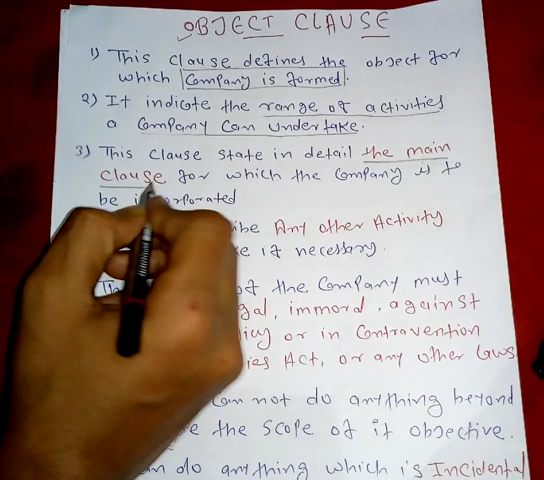 OBJECT CLAUSE
1) This Clause defines the object for
which Company is formed.
2) It indicate the range of activities
a Company Can undertake.
3) This Clause state in detail the main
clause for which the Company is to
be
Any other Activity
if necessary.
of the Company must
immoral, against
or in Contravention
Act, or any other laws
not do anything beyond
the scope of it objective.
do anything which is Incidental